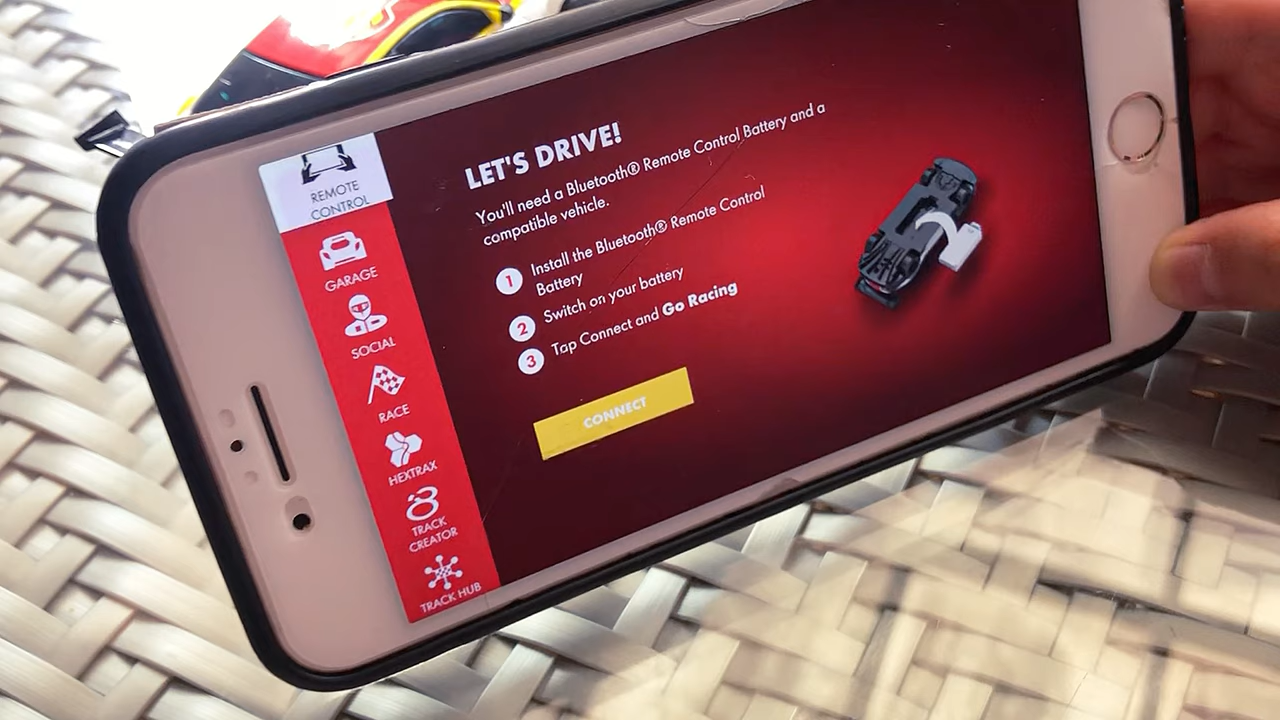 REMOTE
CONTROL
GARAGE
SOCIAL
RACE
HEXTRAX
TRACK
CREATOR
TRACK HUB
LET'S DRIVE!
You'll need a Bluetooth® Remote Control Battery and a
compatible vehicle.
1 Install the Bluetooth® Remote Control
Battery
2 Switch on your battery
3 Tap Connect and Go Racing
CONNECT